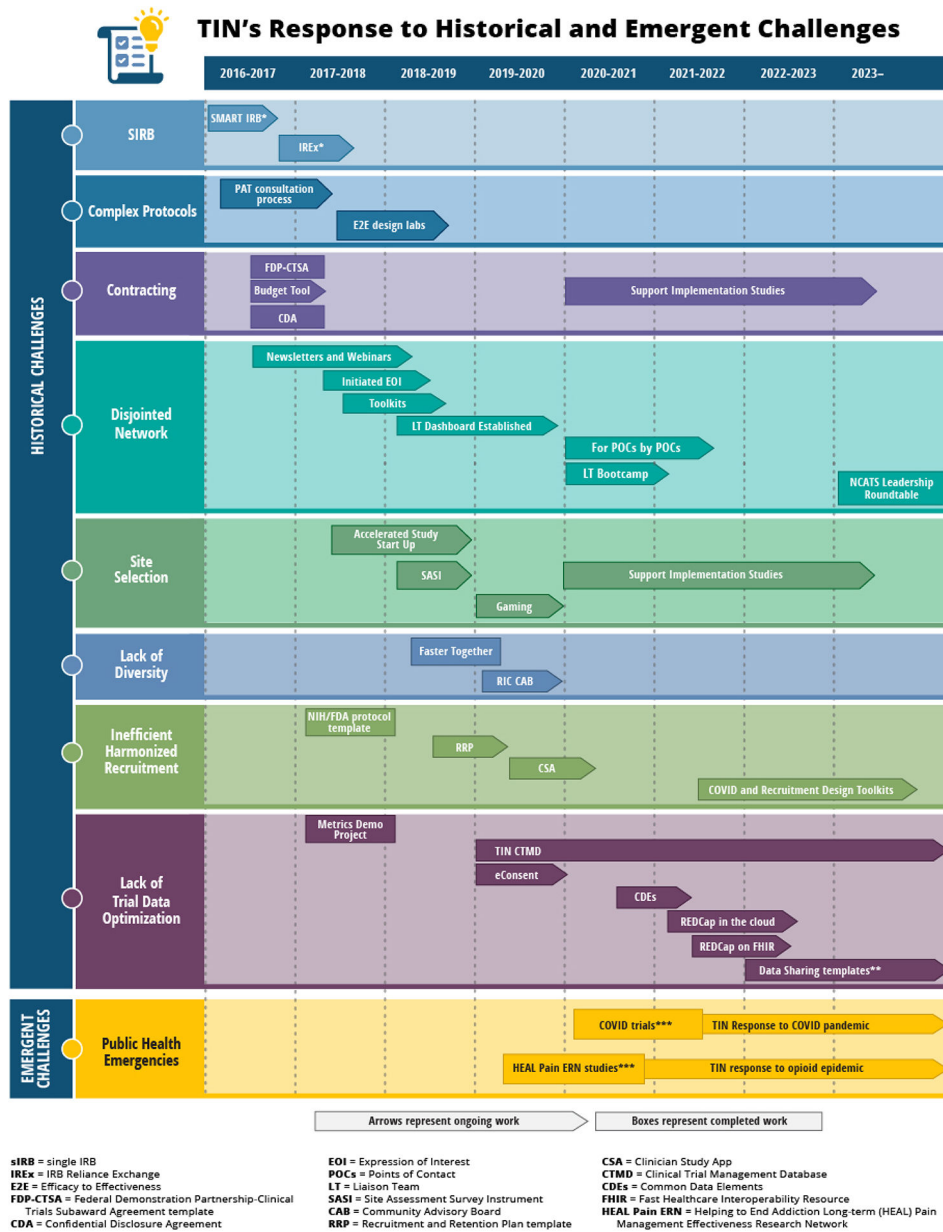 TIN's Response to Historical and Emergent Challenges
2016-2017
2017-2018
2018-2019
2019-2020
2020-2021
2021-2022
2022-2023
2023–
HISTORICAL CHALLENGES
SIRB
SMART IRB*
IREx*
Complex Protocols
PAT consultation
process
E2E design labs
Contracting
FDP-CTSA
Budget Tool
CDA
Support Implementation Studies
Disjointed
Network
Newsletters and Webinars
Initiated EOI
Toolkits
LT Dashboard Established
For POCs by POCs
LT Bootcamp
NCATS Leadership
Roundtable
Site
Selection
Accelerated Study
Start Up
SASI
Gaming
Support Implementation Studies
Lack of
Diversity
Faster Together
RIC CAB
Inefficient
Harmonized
Recruitment
NIH/FDA protocol
template
RRP
CSA
COVID and Recruitment Design Toolkits
Lack of
Trial Data
Optimization
Metrics Demo
Project
TIN CTMD
eConsent
CDEs
REDCap in the cloud
REDCap on FHIR
Data Sharing templates**
EMERGENT
CHALLENGES
Public Health
Emergencies
COVID trials***
TIN Response to COVID pandemic
HEAL Pain ERN studies***
TIN response to opioid epidemic
Arrows represent ongoing work
Boxes represent completed work
sIRB = single IRB
IREx = IRB Reliance Exchange
E2E = Efficacy to Effectiveness
FDP-CTSA = Federal Demonstration Partnership-Clinical
Trials Subaward Agreement template
CDA = Confidential Disclosure Agreement
EOI = Expression of Interest
POCs = Points of Contact
LT = Liaison Team
SASI = Site Assessment Survey Instrument
CAB = Community Advisory Board
RRP = Recruitment and Retention Plan template
CSA = Clinician Study App
CTMD = Clinical Trial Management Database
CDEs = Common Data Elements
FHIR = Fast Healthcare Interoperability Resource
HEAL Pain ERN = Helping to End Addiction Long-term (HEAL) Pain
Management Effectiveness Research Network